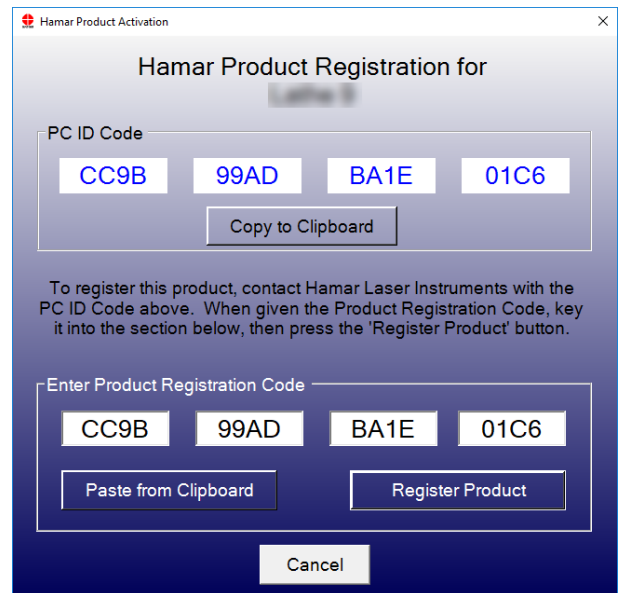 Hamar Product Activation
Hamar Product Registration for
PC ID Code
CC9B 99AD BA1E 01C6
Copy to Clipboard
To register this product, contact Hamar Laser Instruments with the
PC ID Code above. When given the Product Registration Code, key
it into the section below, then press the 'Register Product' button.
Enter Product Registration Code
CC9B 99AD BA1E 01C6
Paste from Clipboard Register Product
Cancel